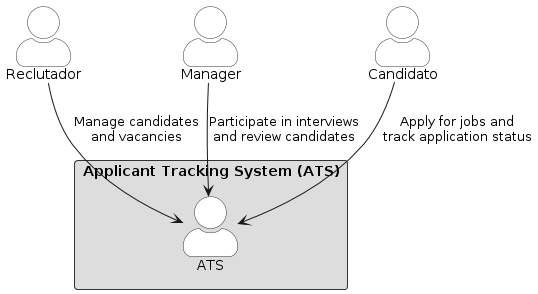 Reclutador
Manager
Candidato
Manage candidates
and vacancies
Participate in interviews
and review candidates
Apply for jobs and
track application status
Applicant Tracking System (ATS)
ATS